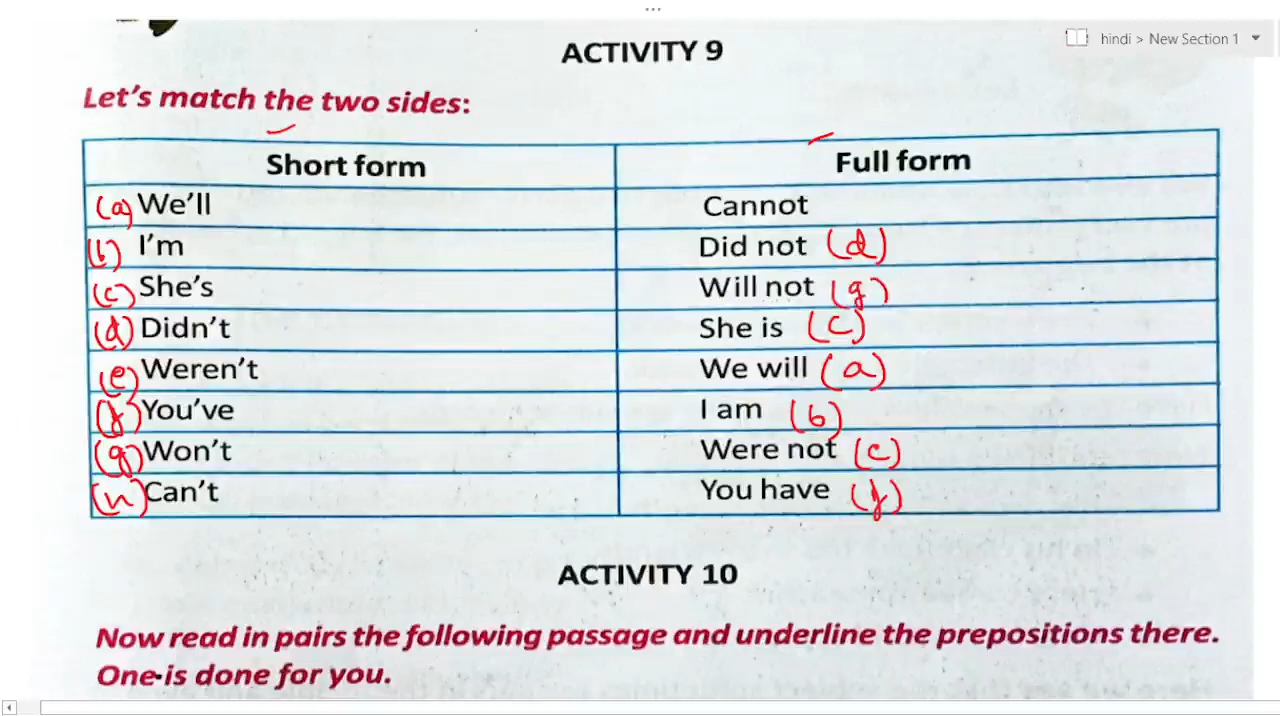 ...
hindi > New Section 1
ACTIVITY 9
Let's match the two sides:
Short form Full form
(a) We'll Cannot
(b) I'm Did not (d)
(c) She's Will not (g)
(d) Didn't She is (c)
(e) Weren't We will (a)
(f) You've I am (b)
(g) Won't Were not (e)
(h) Can't You have (f)
ACTIVITY 10
Now read in pairs the following passage and underline the prepositions there.
One is done for you.